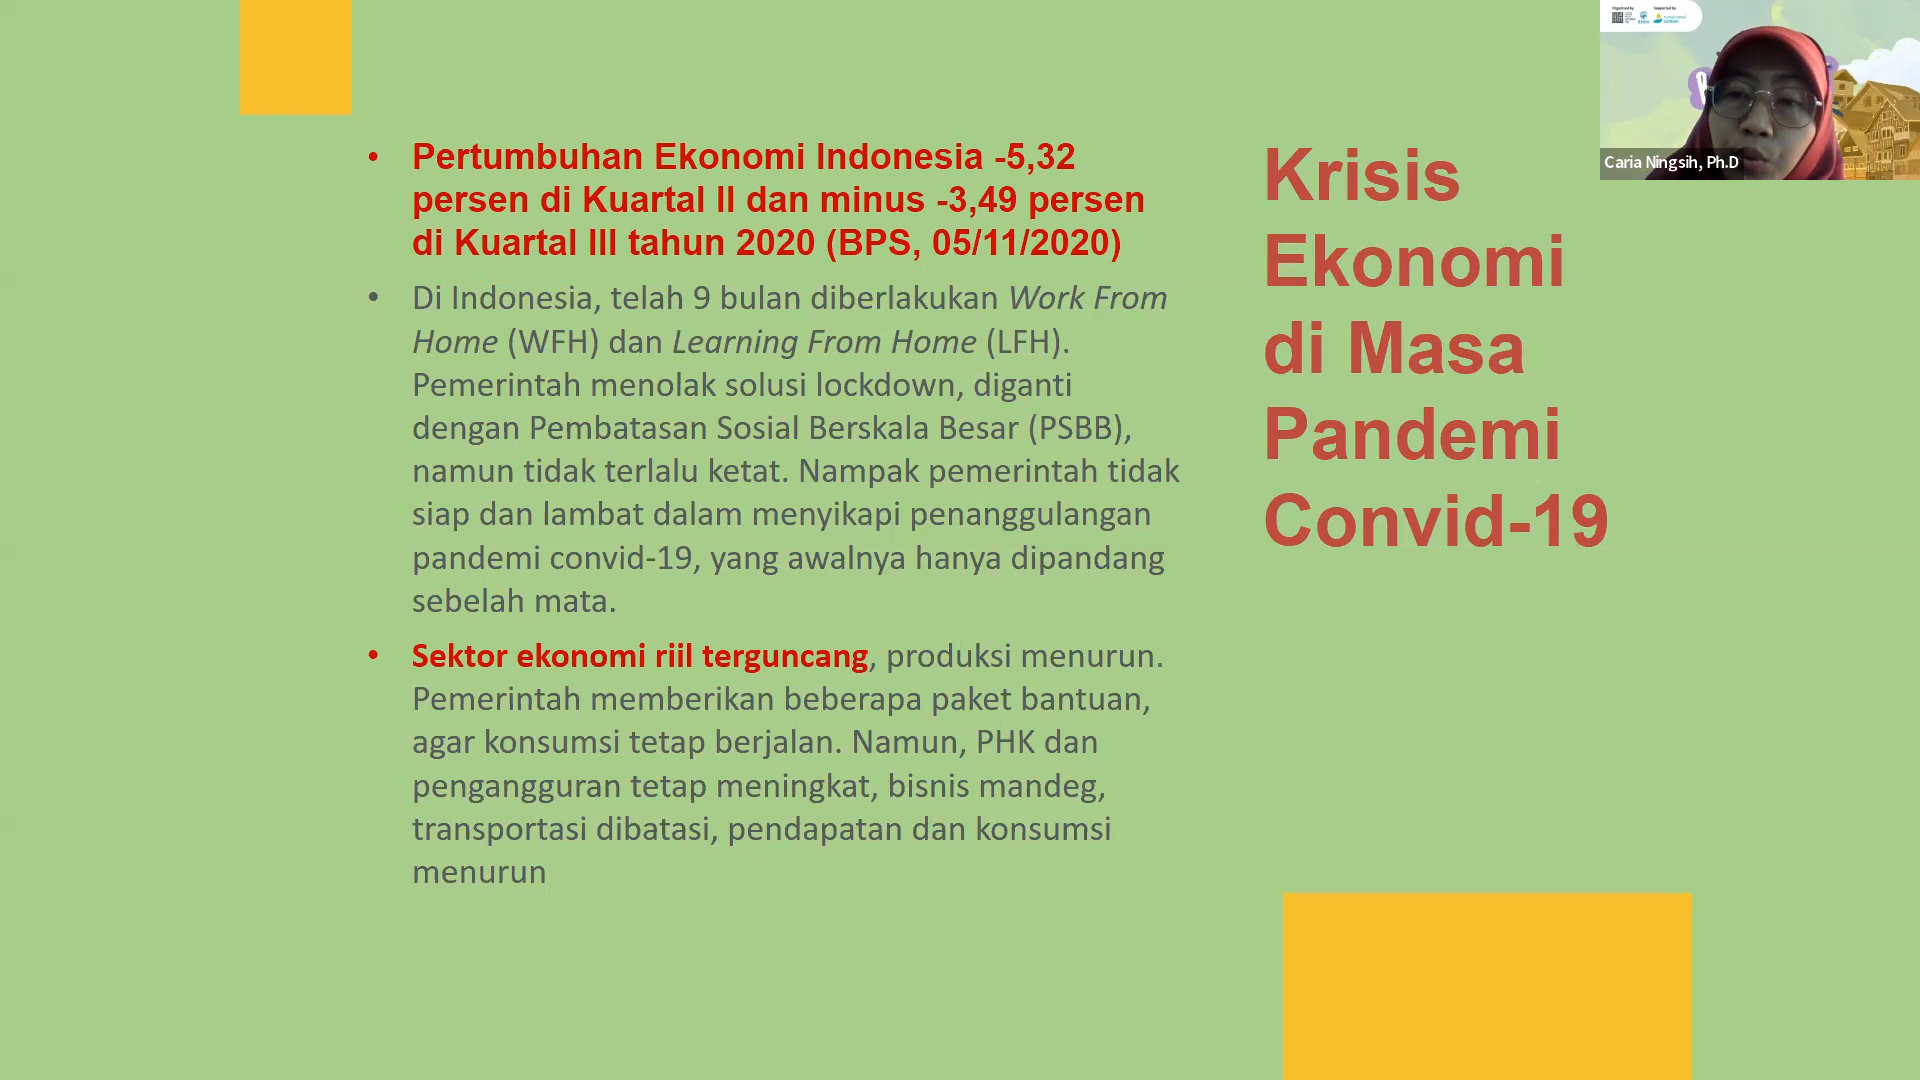 • Pertumbuhan Ekonomi Indonesia -5,32
persen di Kuartal II dan minus -3,49 persen
di Kuartal III tahun 2020 (BPS, 05/11/2020)
• Di Indonesia, telah 9 bulan diberlakukan Work From
Home (WFH) dan Learning From Home (LFH).
Pemerintah menolak solusi lockdown, diganti
dengan Pembatasan Sosial Berskala Besar (PSBB),
namun tidak terlalu ketat. Nampak pemerintah tidak
siap dan lambat dalam menyikapi penanggulangan
pandemi convid-19, yang awalnya hanya dipandang
sebelah mata.
• Sektor ekonomi riil terguncang, produksi menurun.
Pemerintah memberikan beberapa paket bantuan,
agar konsumsi tetap berjalan. Namun, PHK dan
pengangguran tetap meningkat, bisnis mandeg,
transportasi dibatasi, pendapatan dan konsumsi
menurun
Krisis
Ekonomi
di Masa
Pandemi
Convid-19
Organized by
Supported by
Caria Ningsih, Ph.D